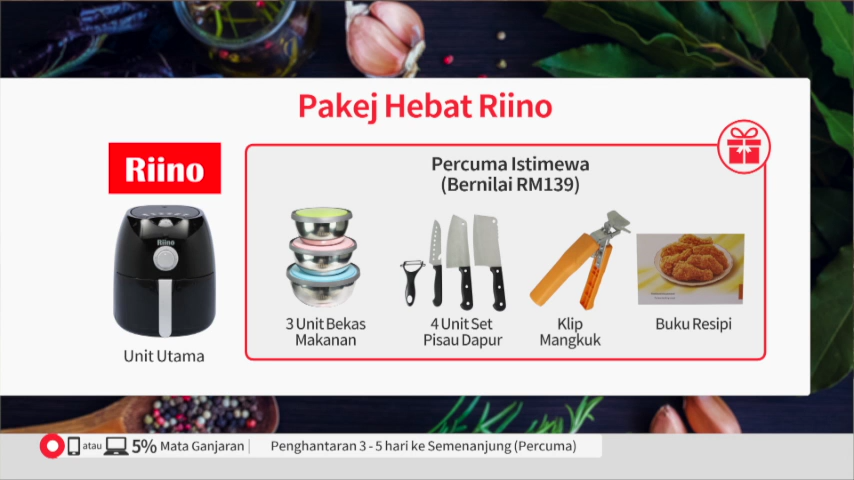 Pakej Hebat Riino
Riino
Percuma Istimewa
(Bernilai RM139)
Riino
Unit Utama
3 Unit Bekas
Makanan
4 Unit Set
Pisau Dapur
Klip
Mangkuk
Buku Resipi
atau 5% Mata Ganjaran | Penghantaran 3 - 5 hari ke Semenanjung (Percuma)